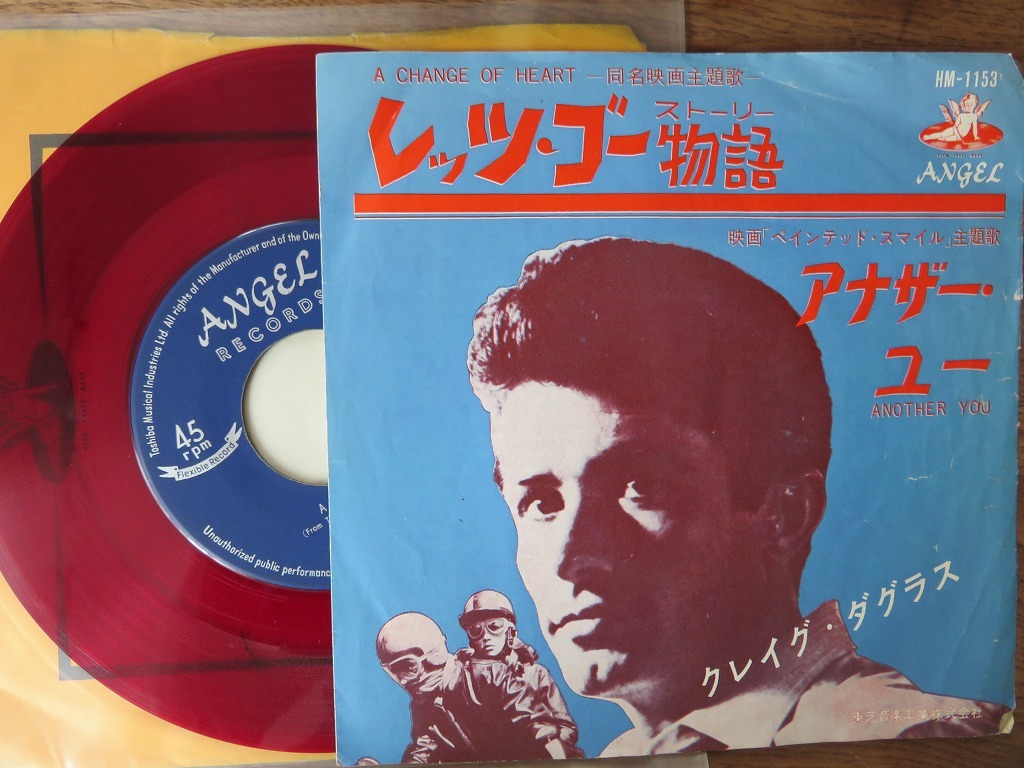 A CHANGE OF HEART —同名映画主題歌—
HM-1153
レッツ・ゴー物語
ストーリー
ANGEL
映画「ペインテッド・スマイル」主題歌
アナザー・
ユー
ANOTHER YOU
クレイグ・ダグラス
東芝音楽工業株式会社
Toshiba Musical Industries Ltd. All rights of the Manufacturer and of the Owne
ANGEL
RECORDS
45
rpm
Flexible Record
A
(From T
Unauthorized public performanc